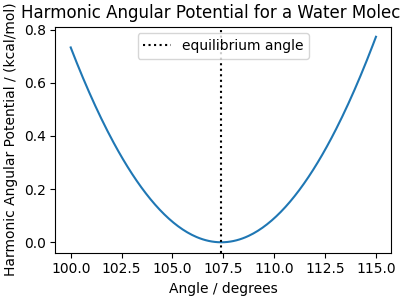 Harmonic Angular Potential for a Water Molec
equilibrium angle
Harmonic Angular Potential / (kcal/mol)
0.8
0.6
0.4
0.2
0.0
100.0 102.5 105.0 107.5 110.0 112.5 115.0
Angle / degrees